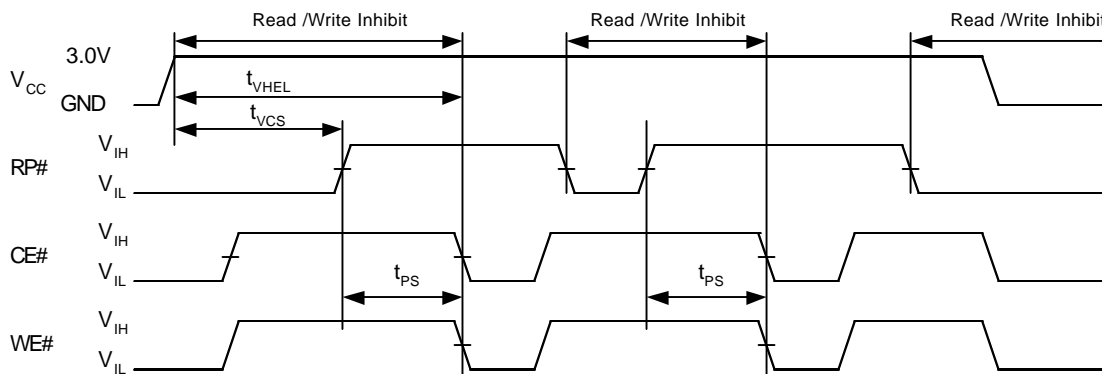 Read /Write Inhibit Read /Write Inhibit Read /Write Inhibit
3.0V
VCC
GND
tVHEL
tVCS
RP#
VIH
VIL
CE#
VIH
VIL
tPS tPS
WE#
VIH
VIL